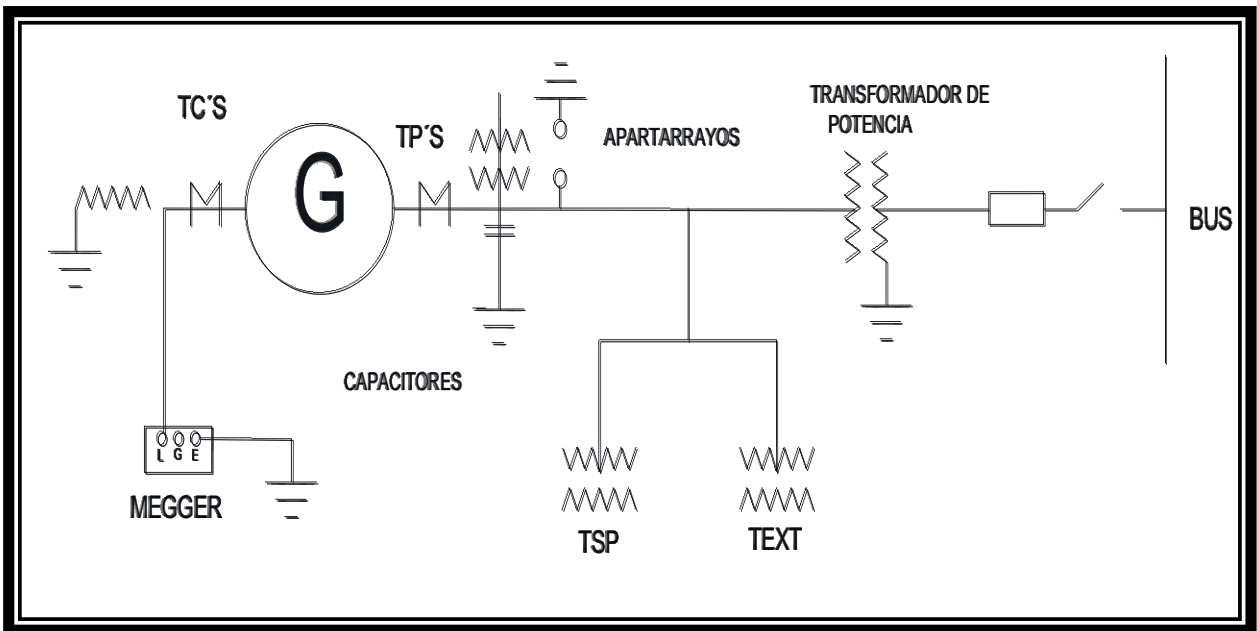 TC´S
G
TP´S
APARTARRAYOS
TRANSFORMADOR DE
POTENCIA
BUS
CAPACITORES
L G E
MEGGER
TSP
TEXT